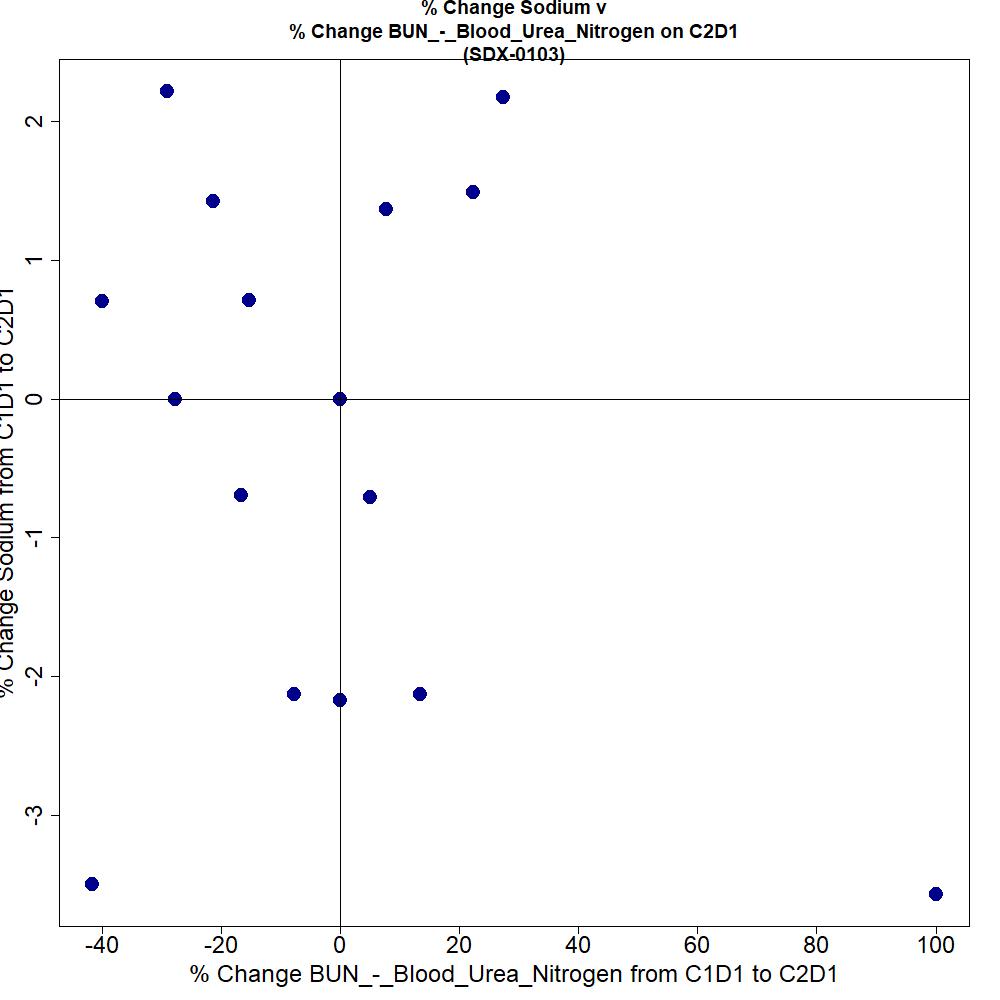 % Change Sodium v
% Change BUN_-_Blood_Urea_Nitrogen on C2D1
(SDX-0103)
% Change Sodium from C1D1 to C2D1
2
1
0
-1
-2
-3
-40 -20 0 20 40 60 80 100
% Change BUN_-_Blood_Urea_Nitrogen from C1D1 to C2D1